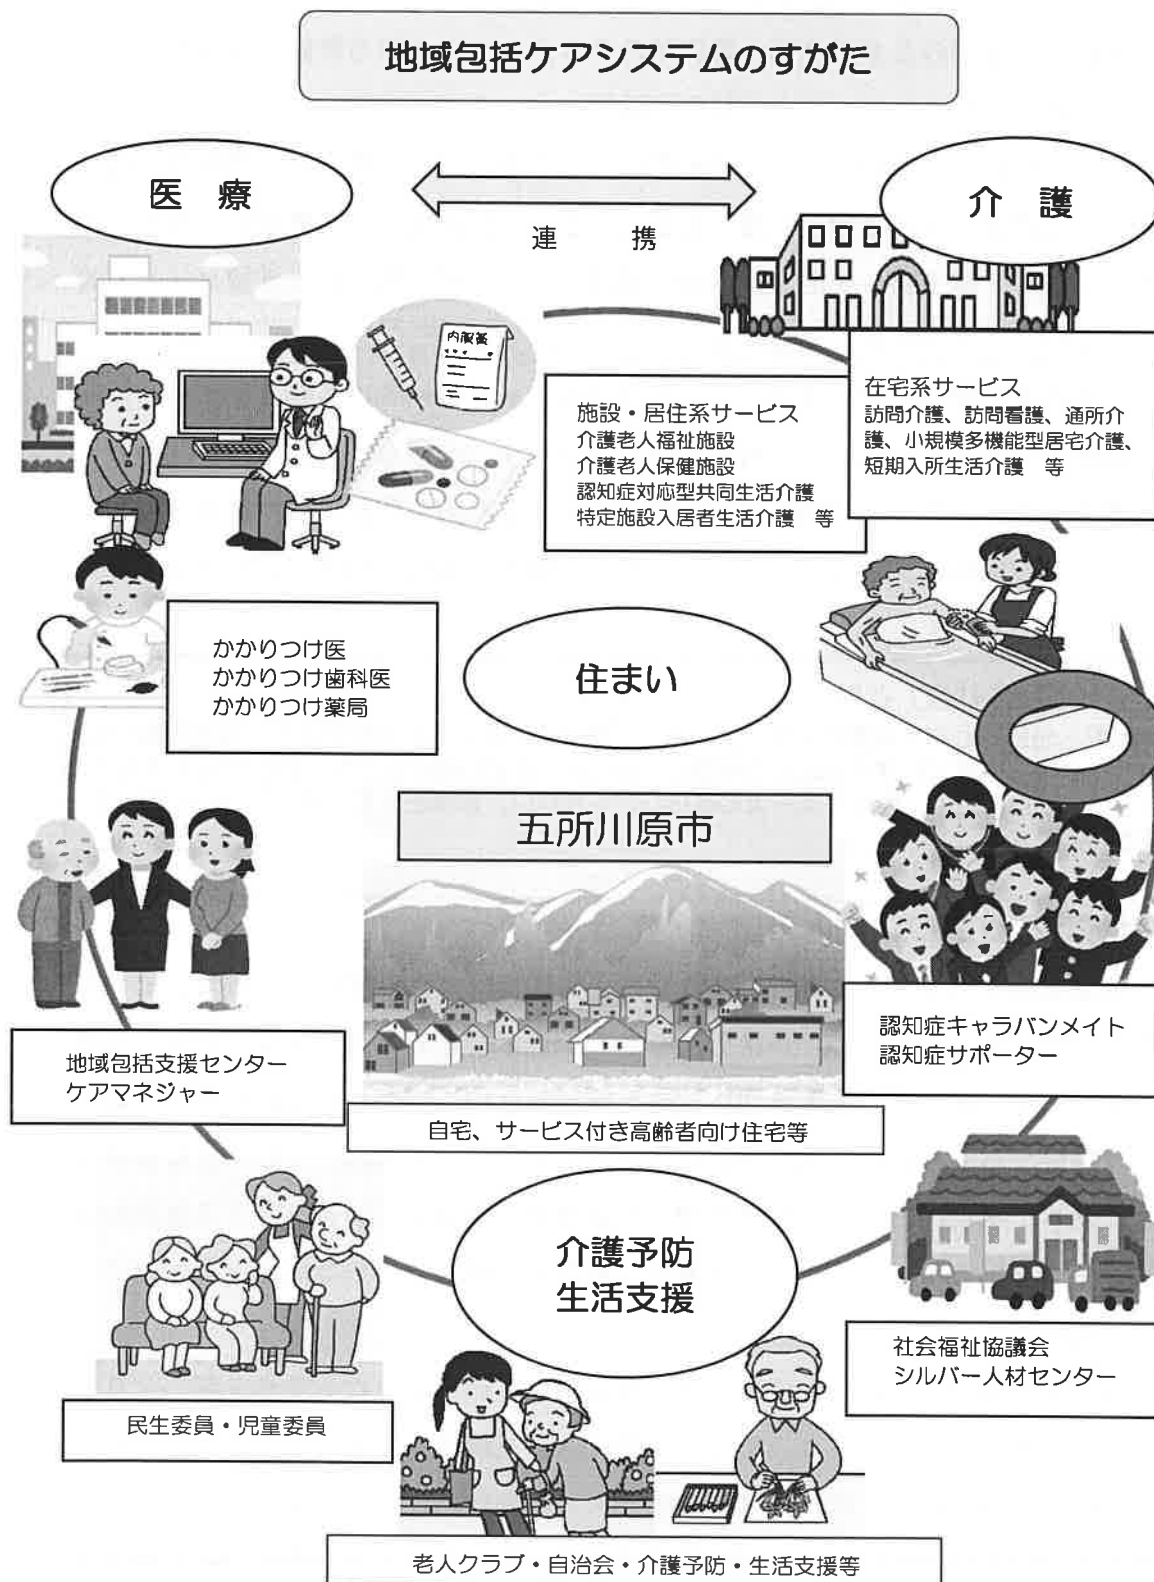 地域包括ケアシステムのすがた
医　療
介　護
連　携
内服薬
施設・居住系サービス
介護老人福祉施設
介護老人保健施設
認知症対応型共同生活介護
特定施設入居者生活介護　等
在宅系サービス
訪問介護、訪問看護、通所介
護、小規模多機能型居宅介護、
短期入所生活介護　等
かかりつけ医
かかりつけ歯科医
かかりつけ薬局
住まい
五所川原市
地域包括支援センター
ケアマネジャー
認知症キャラバンメイト
認知症サポーター
自宅、サービス付き高齢者向け住宅等
介護予防
生活支援
社会福祉協議会
シルバー人材センター
民生委員・児童委員
老人クラブ・自治会・介護予防・生活支援等